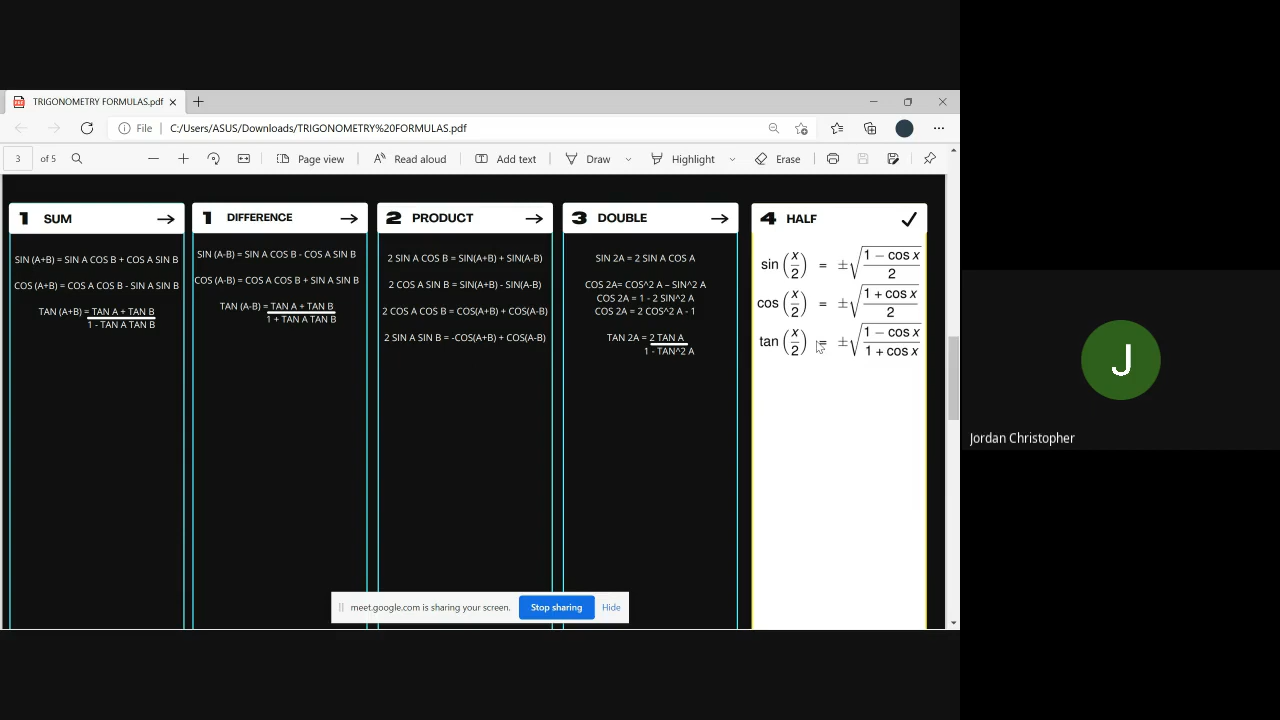 TRIGONOMETRY FORMULAS.pdf
File C:/Users/ASUS/Downloads/TRIGONOMETRY%20FORMULAS.pdf
3 of 5 Page view Read aloud Add text Draw Highlight Erase
1 SUM →
SIN (A+B) = SIN A COS B + COS A SIN B
COS (A+B) = COS A COS B - SIN A SIN B
TAN (A+B) = TAN A + TAN B
1 - TAN A TAN B
1 DIFFERENCE →
SIN (A-B) = SIN A COS B - COS A SIN B
COS (A-B) = COS A COS B + SIN A SIN B
TAN (A-B) = TAN A + TAN B
1 + TAN A TAN B
2 PRODUCT →
2 SIN A COS B = SIN(A+B) + SIN(A-B)
2 COS A SIN B = SIN(A+B) - SIN(A-B)
2 COS A COS B = COS(A+B) + COS(A-B)
2 SIN A SIN B = -COS(A+B) + COS(A-B)
3 DOUBLE →
SIN 2A = 2 SIN A COS A
COS 2A= COS^2 A – SIN^2 A
COS 2A = 1 - 2 SIN^2 A
COS 2A = 2 COS^2 A - 1
TAN 2A = 2 TAN A
1 - TAN^2 A
4 HALF ✓
sin (x/2) = ±√((1 − cos x)/2)
cos (x/2) = ±√((1 + cos x)/2)
tan (x/2) = ±√((1 − cos x)/(1 + cos x))
meet.google.com is sharing your screen. Stop sharing Hide
J
Jordan Christopher